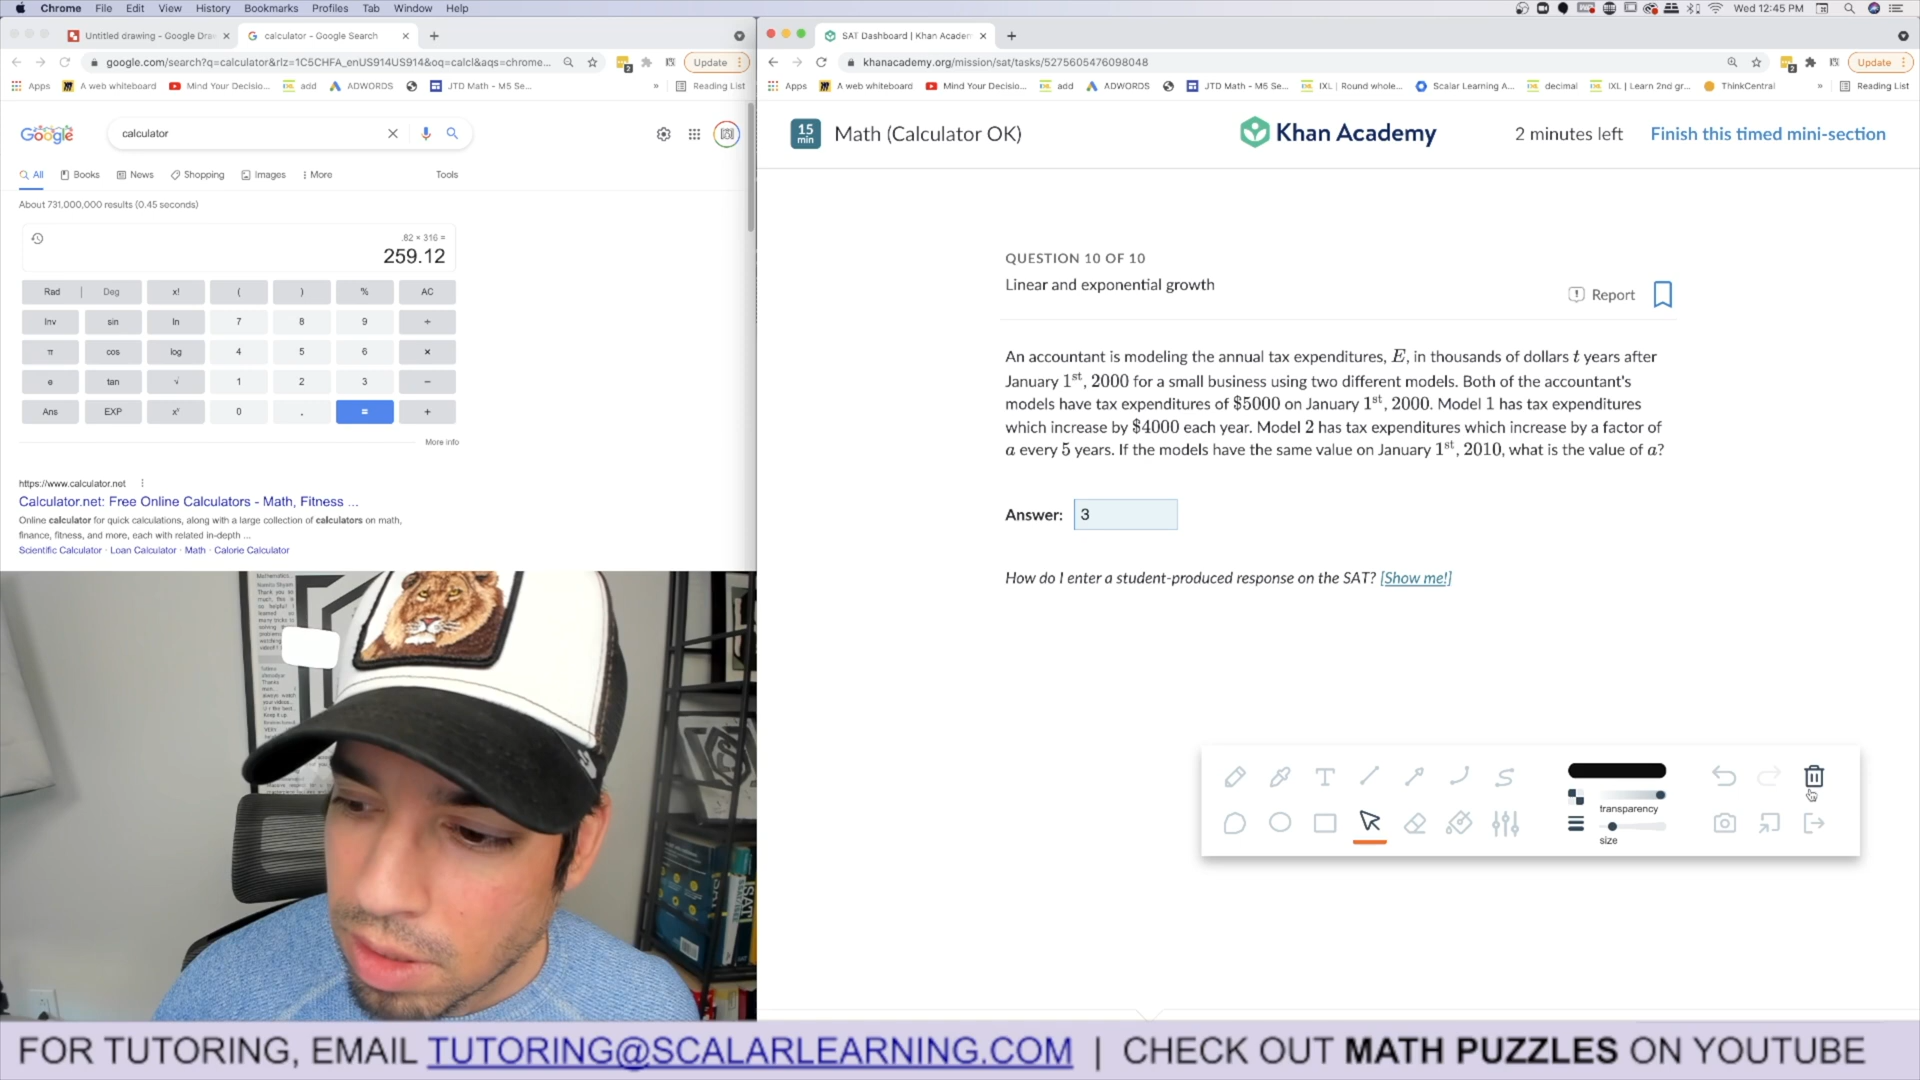 Chrome File Edit View History Bookmarks Profiles Tab Window Help
Wed 12:45 PM
Untitled drawing - Google Dra
calculator - Google Search
google.com/search?q=calculator&rlz=1C5CHFA_enUS914US914&oq=calcl&aqs=chrome...
Update
Apps A web whiteboard Mind Your Decisio... add ADWORDS JTD Math - M5 Se... » Reading List
Google
calculator
All Books News Shopping Images More Tools
About 731,000,000 results (0.45 seconds)
.82 × 316 =
259.12
Rad Deg x! ( ) % AC
Inv sin ln 7 8 9 ÷
π cos log 4 5 6 ×
e tan √ 1 2 3 −
Ans EXP xʸ 0 . = +
More info
https://www.calculator.net
Calculator.net: Free Online Calculators - Math, Fitness ...
Online calculator for quick calculations, along with a large collection of calculators on math,
finance, fitness, and more, each with related in-depth ...
Scientific Calculator · Loan Calculator · Math · Calorie Calculator
SAT Dashboard | Khan Academ
khanacademy.org/mission/sat/tasks/5275605476098048
Update
Apps A web whiteboard Mind Your Decisio... add ADWORDS JTD Math - M5 Se... IXL | Round whole... Scalar Learning A... decimal IXL | Learn 2nd gr... ThinkCentral » Reading List
15 min
Math (Calculator OK)
Khan Academy
2 minutes left
Finish this timed mini-section
QUESTION 10 OF 10
Linear and exponential growth
Report
An accountant is modeling the annual tax expenditures, E, in thousands of dollars t years after
January 1st, 2000 for a small business using two different models. Both of the accountant's
models have tax expenditures of $5000 on January 1st, 2000. Model 1 has tax expenditures
which increase by $4000 each year. Model 2 has tax expenditures which increase by a factor of
a every 5 years. If the models have the same value on January 1st, 2010, what is the value of a?
Answer: 3
How do I enter a student-produced response on the SAT? [Show me!]
transparency
size
FOR TUTORING, EMAIL TUTORING@SCALARLEARNING.COM | CHECK OUT MATH PUZZLES ON YOUTUBE